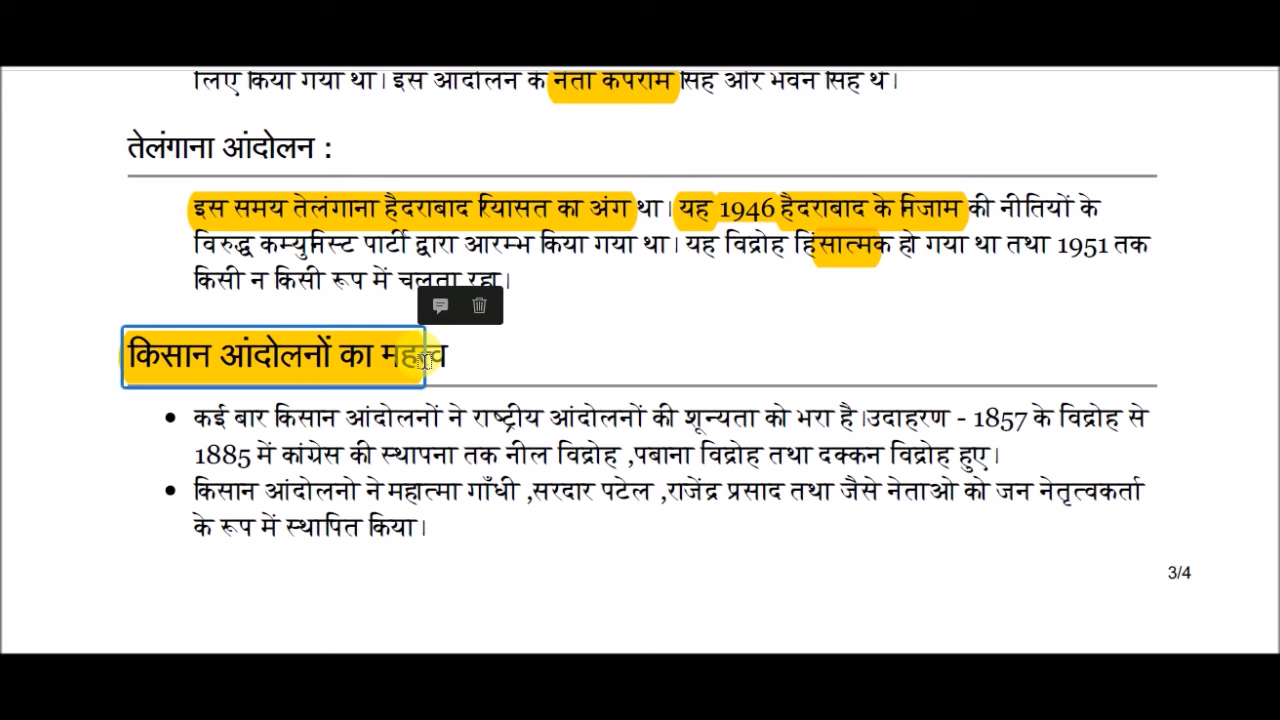 लिए किया गया था। इस आंदोलन के नेता कंपराम सिंह और भवन सिंह थे।
तेलंगाना आंदोलन :
इस समय तेलंगाना हैदराबाद रियासत का अंग था। यह 1946 हैदराबाद के निजाम की नीतियों के
विरुद्ध कम्युनिस्ट पार्टी द्वारा आरम्भ किया गया था। यह विद्रोह हिंसात्मक हो गया था तथा 1951 तक
किसी न किसी रूप में चलता रहा।
किसान आंदोलनों का महत्व
• कई बार किसान आंदोलनों ने राष्ट्रीय आंदोलनों की शून्यता को भरा है।उदाहरण - 1857 के विद्रोह से
1885 में कांग्रेस की स्थापना तक नील विद्रोह ,पबाना विद्रोह तथा दक्कन विद्रोह हुए।
• किसान आंदोलनो ने महात्मा गाँधी ,सरदार पटेल ,राजेंद्र प्रसाद तथा जैसे नेताओ को जन नेतृत्वकर्ता
के रूप में स्थापित किया।
3/4